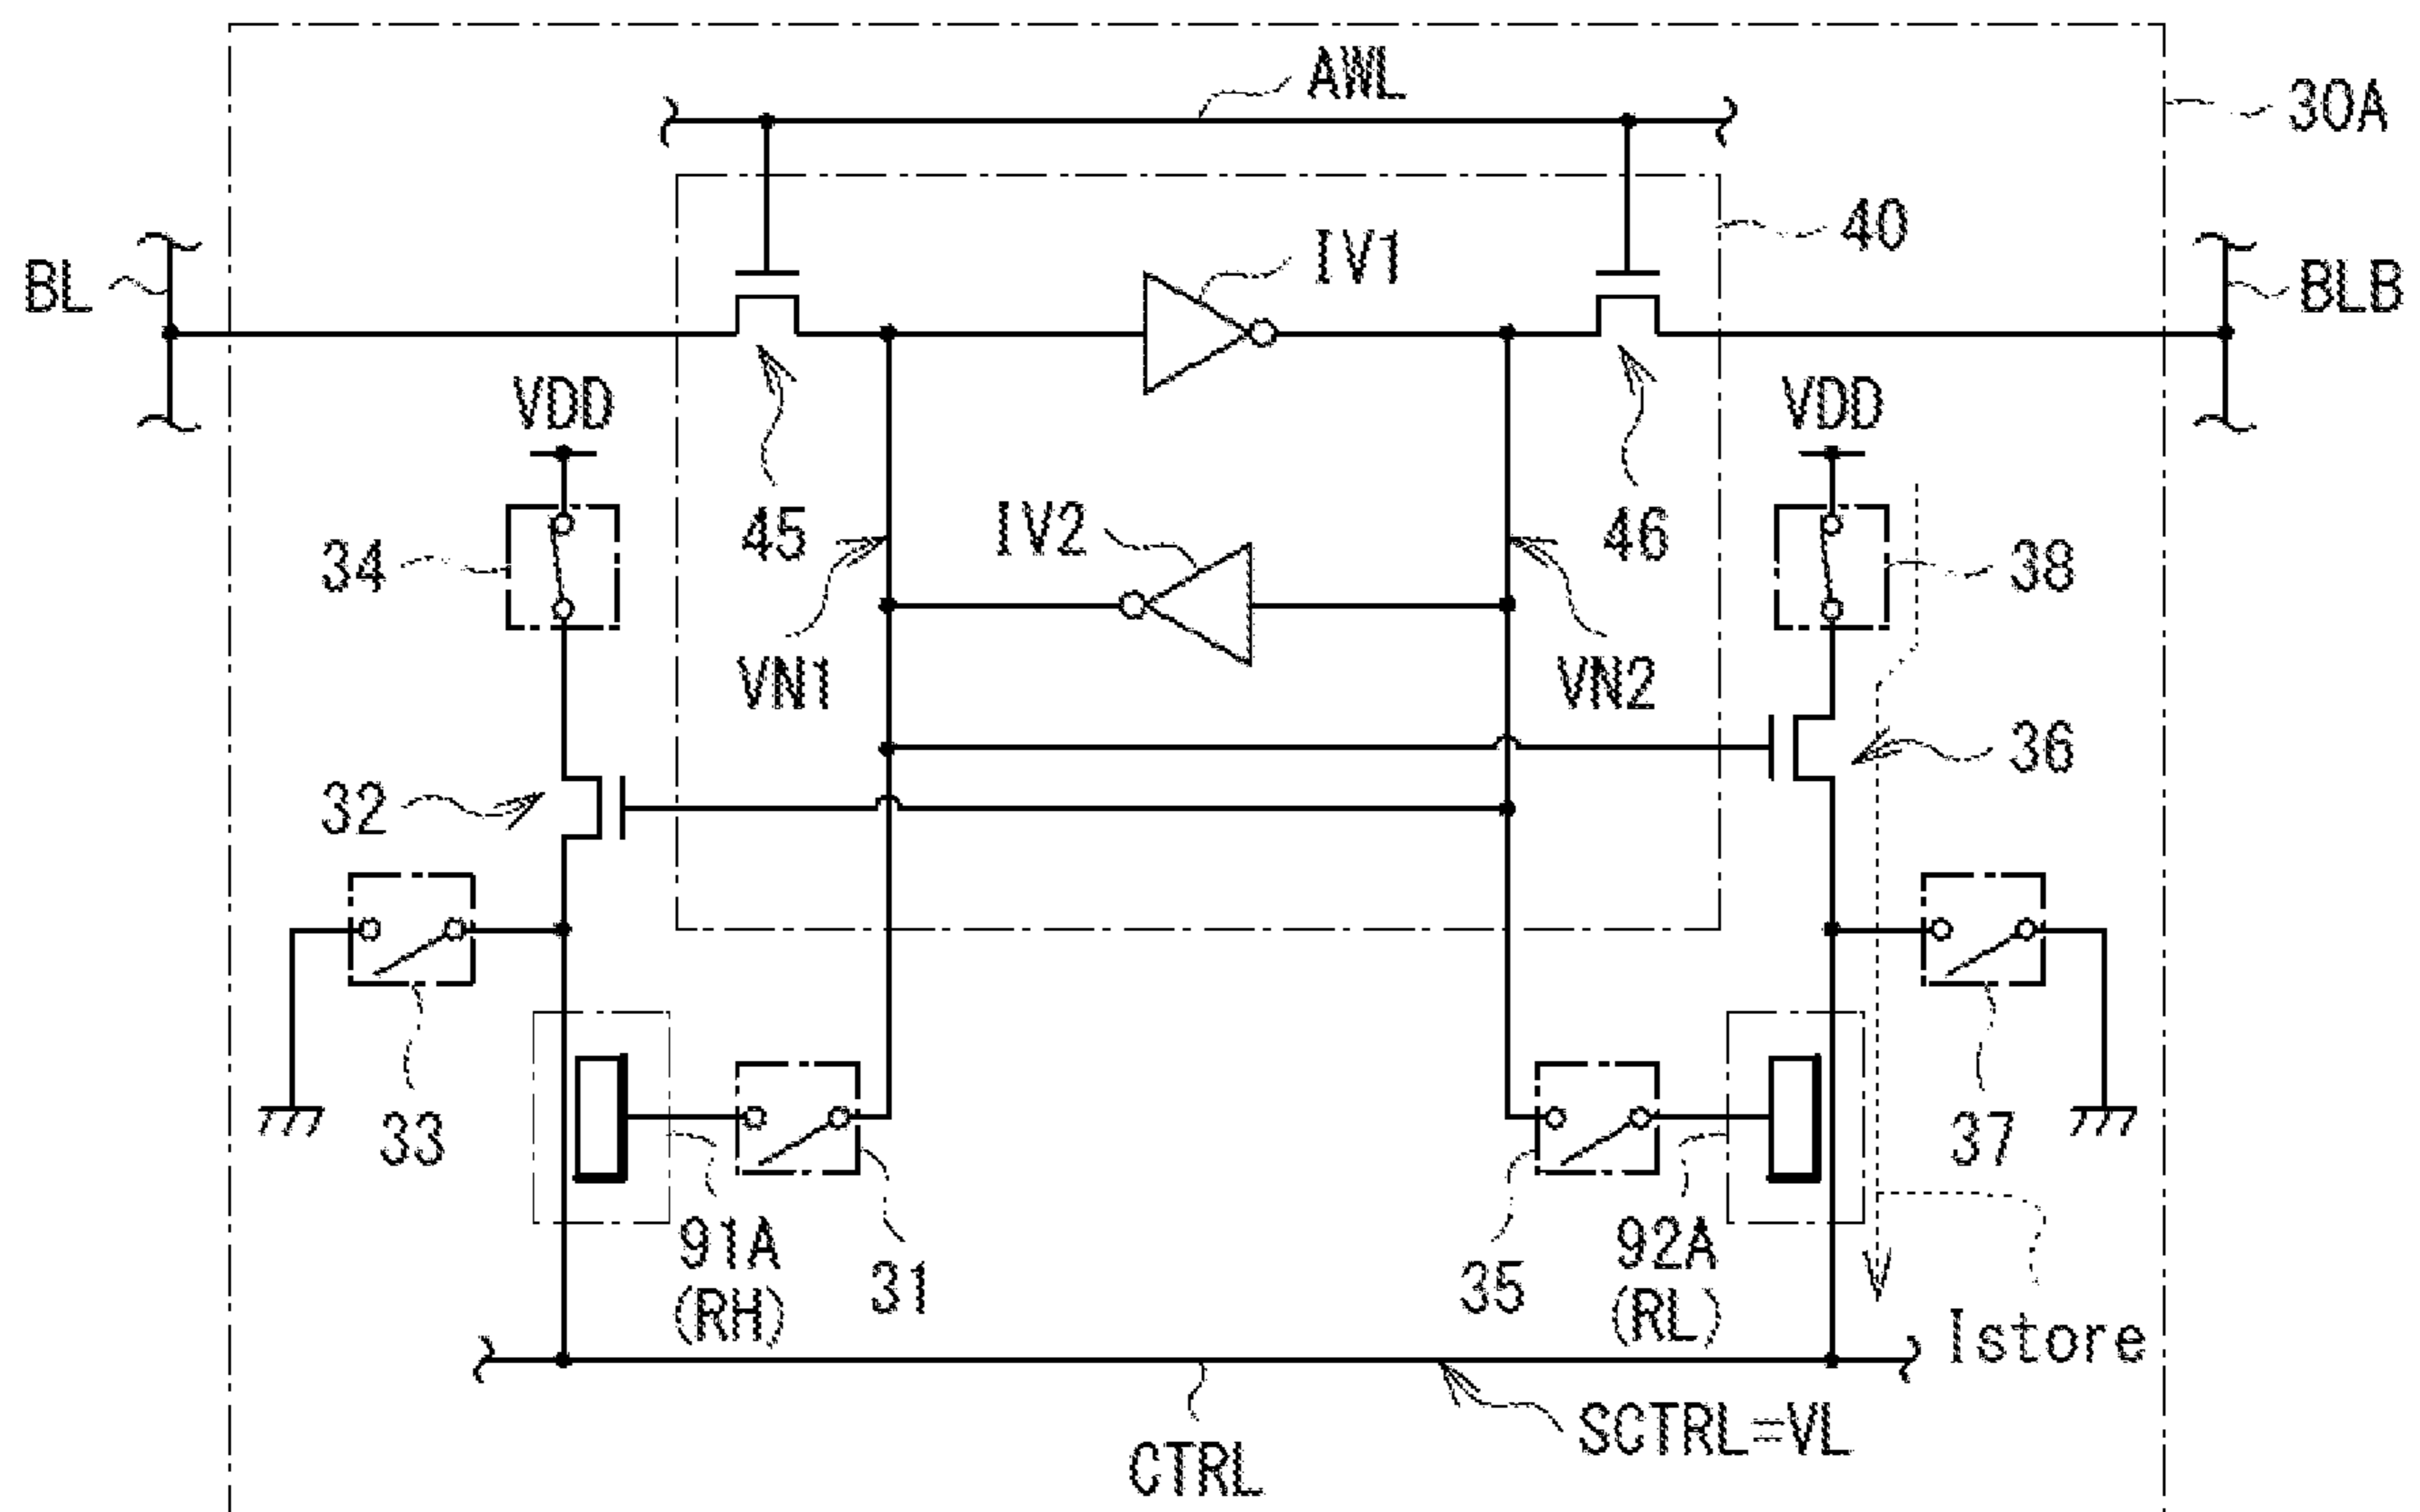 AWL
30A
40
IV1
BL
BLB
VDD
VDD
45
IV2
46
34
38
VN1
VN2
36
32
33
37
91A
(RH)
31
35
92A
(RL)
Istore
SCTRL=VL
CTRL